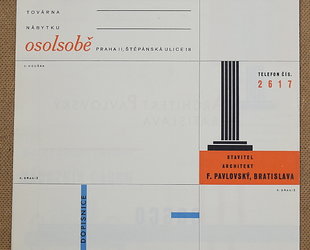 TOVÁRNA
NÁBYTKU
osolsobě
PRAHA II, ŠTĚPÁNSKÁ ULICE 18
TELEFON ČÍS.
2617
STAVITEL
ARCHITEKT
F. PAVLOVSKÝ, BRATISLAVA
DOPISNICE